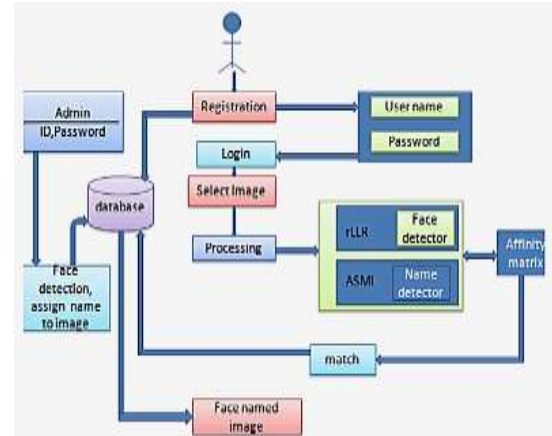 Registration
User name
Password
Admin
ID,Password
Login
Select Image
database
Processing
rLLR
Face
detector
ASMI
Name
detector
Affinity
matrix
Face
detection,
assign name
to image
match
Face named
image